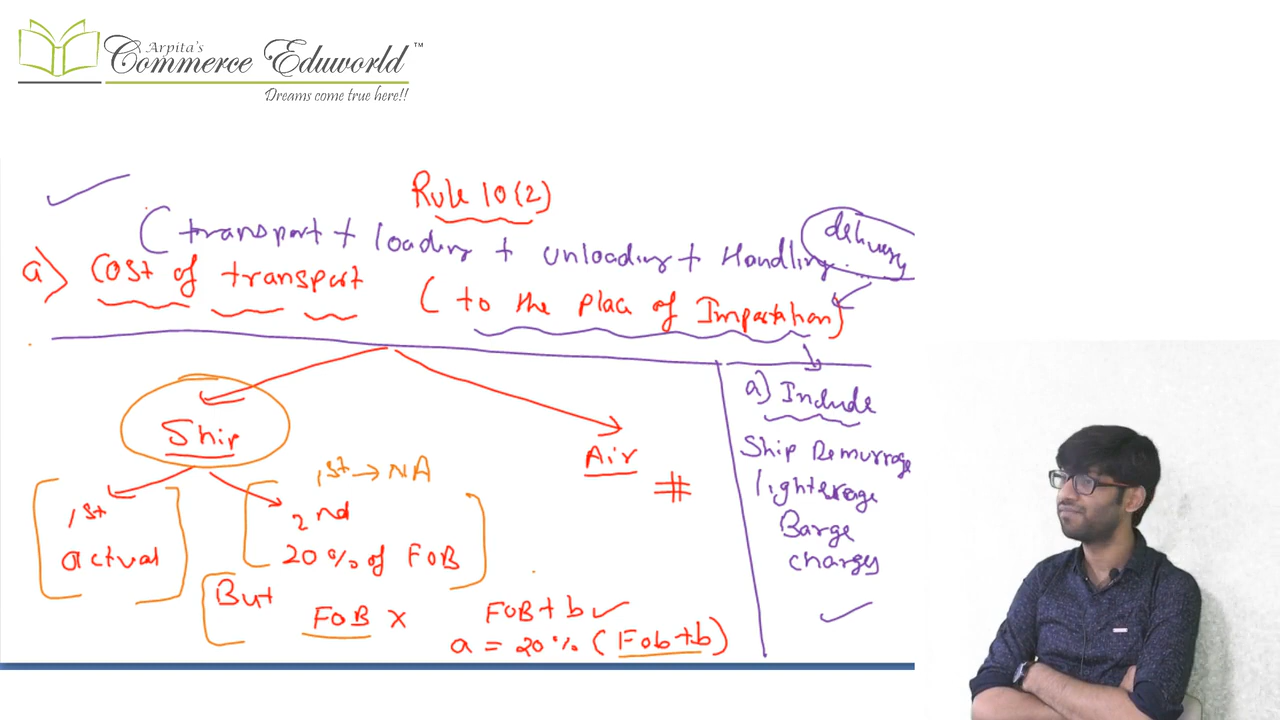 Arpita's
Commerce Eduworld™
Dreams come true here!!
Rule 10(2)
(transport + loading + unloading + Handling delivery
a) Cost of transport (to the place of Importation)
Ship
Air
#
1st actual
1st → NA
2nd
20% of FOB
But
FOB x
FOB + b ✓
a = 20% (Fob+b)
a) Include
Ship Demurrage
lighterage
Barge
charges